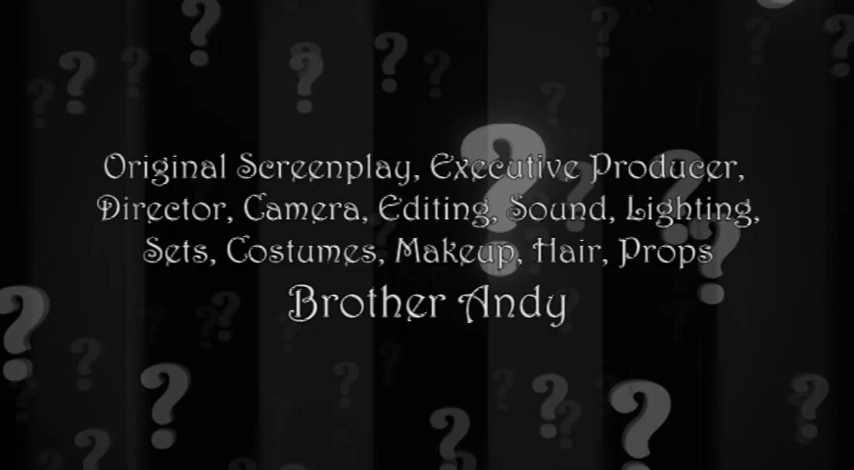 Original Screenplay, Executive Producer,
Director, Camera, Editing, Sound, Lighting,
Sets, Costumes, Makeup, Hair, Props
Brother Andy